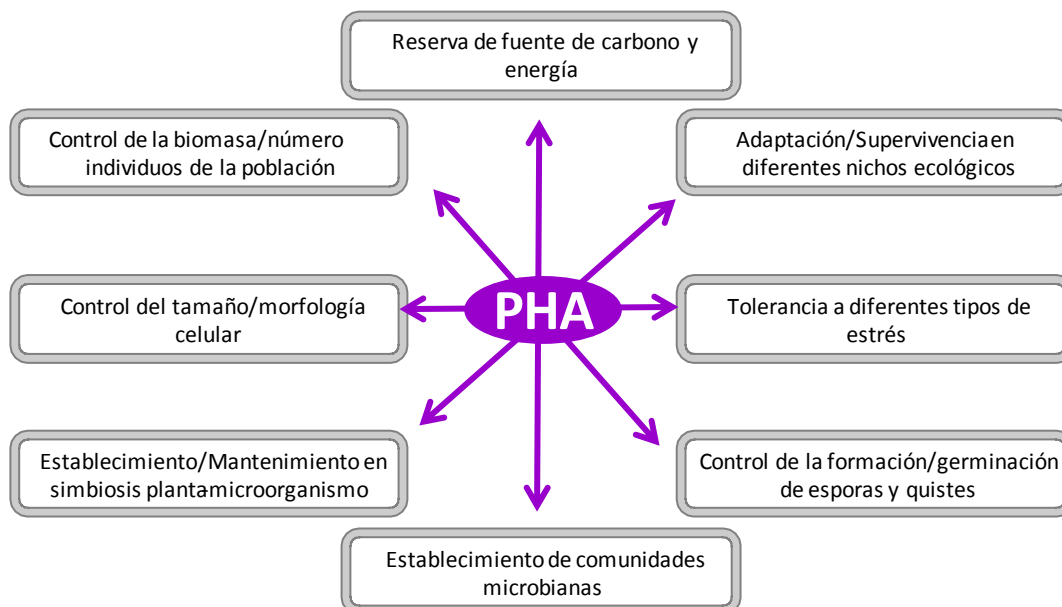 Reserva de fuente de carbono y
energía
Control de la biomasa/número
individuos de la población
Adaptación/Supervivencia en
diferentes nichos ecológicos
Control del tamaño/morfología
celular
PHA
Tolerancia a diferentes tipos de
estrés
Establecimiento/Mantenimiento en
simbiosis planta-microorganismo
Control de la formación/germinación
de esporas y quistes
Establecimiento de comunidades
microbianas